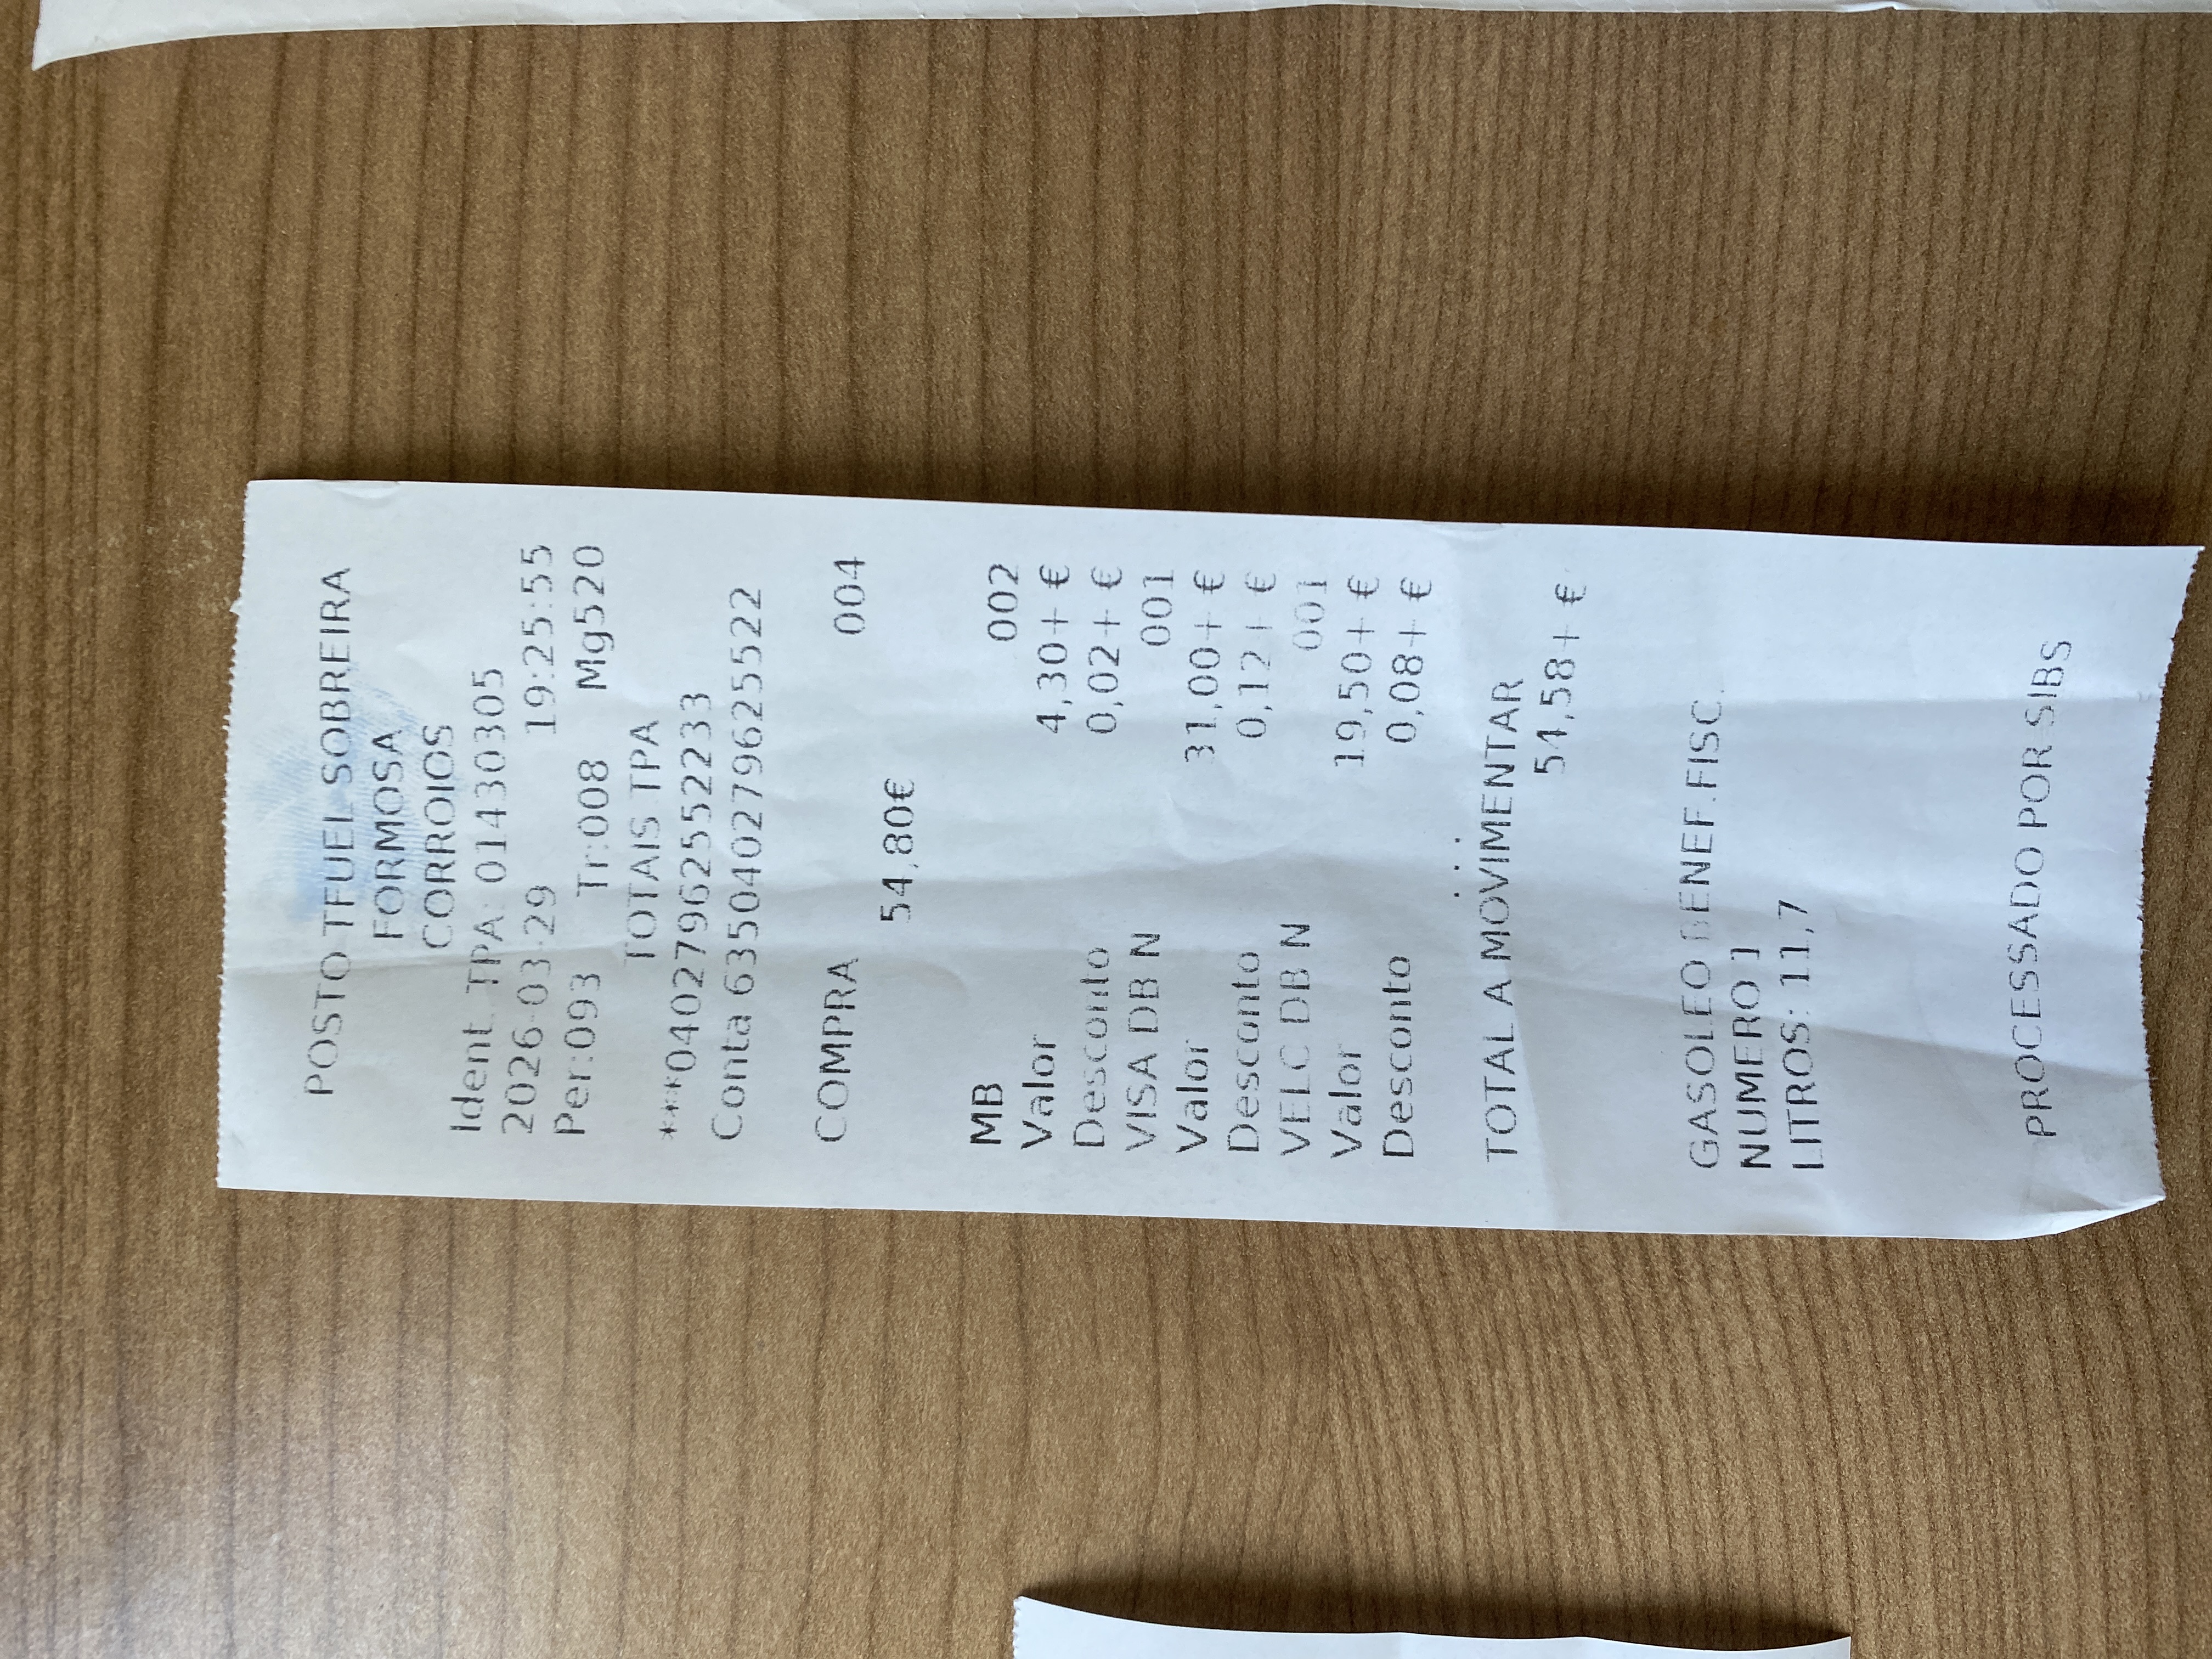 POSTO TFUEL SOBREIRA
FORMOSA
CORROIOS
Ident. TPA: 01430305
2026-03-29 19:25:55
Per:093 Tr:008 Mg520
TOTAIS TPA
***04027962552233
Conta 6350402796255​22
COMPRA 004
54,80€
MB 002
Valor 4,30+ €
Desconto 0,02+ €
VISA DB N 001
Valor 31,00+ €
Desconto 0,12+ €
VELC DB N 001
Valor 19,50+ €
Desconto 0,08+ €
...
TOTAL A MOVIMENTAR
54,58+ €
GASOLEO BENEF.FISC.
NUMERO 1
LITROS: 11,7
PROCESSADO POR SIBS